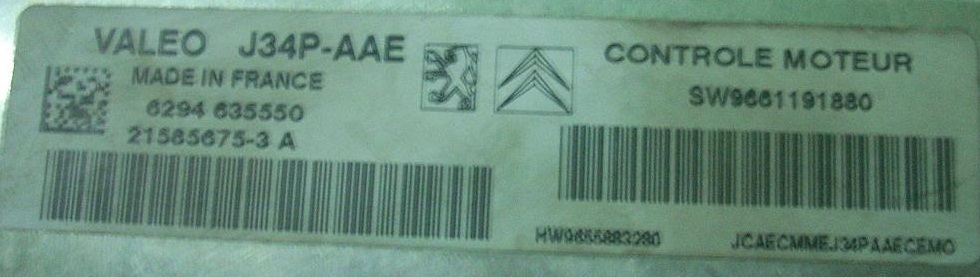 VALEO J34P-AAE
MADE IN FRANCE
6294 635550
21585675-3 A
CONTROLE MOTEUR
SW9661191880
HW9655883280
JCAECMMEJ34PAAECEMO